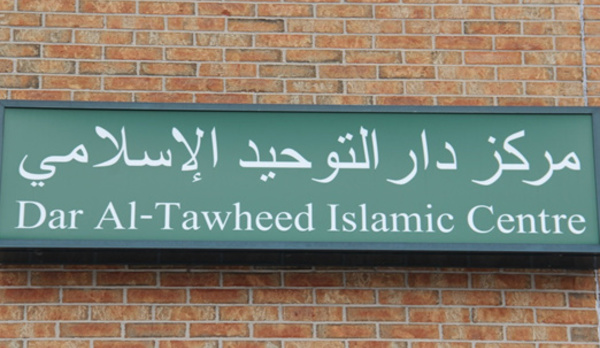 مركز دار التوحيد الإسلامي
Dar Al-Tawheed Islamic Centre